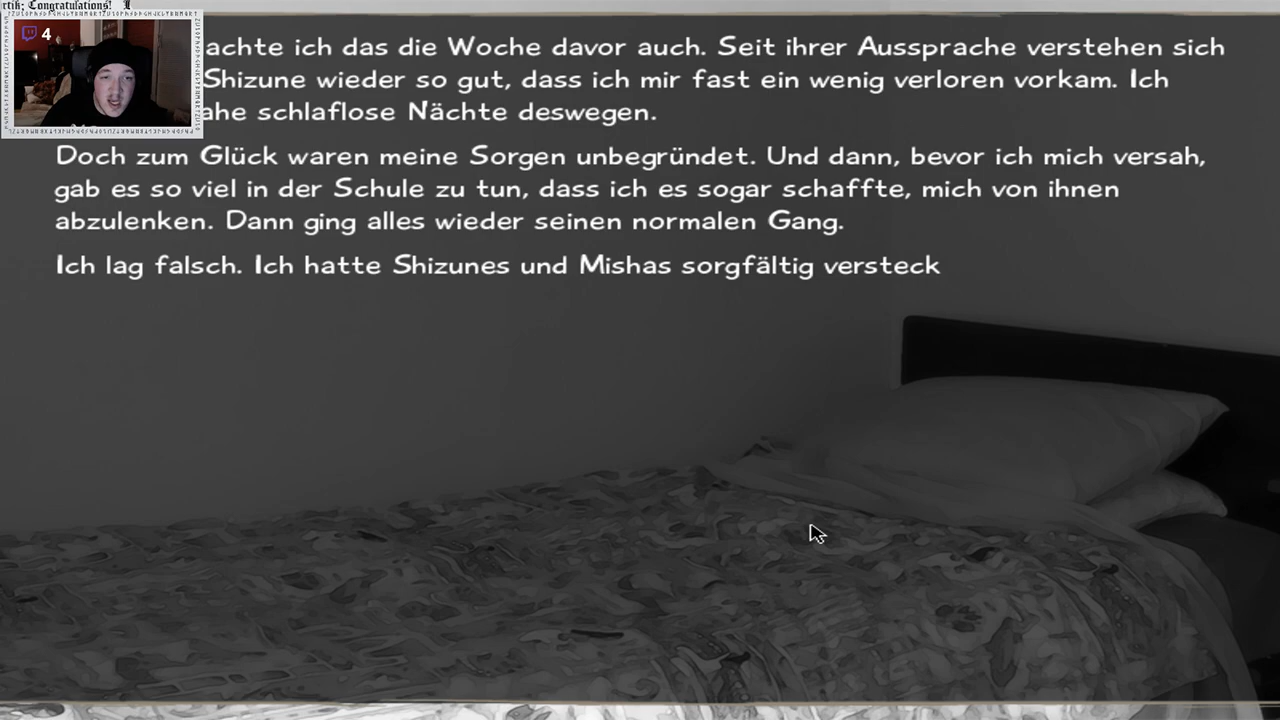 rtik; Congratulations!
4
achte ich das die Woche davor auch. Seit ihrer Aussprache verstehen sich
Shizune wieder so gut, dass ich mir fast ein wenig verloren vorkam. Ich
ahe schlaflose Nächte deswegen.
Doch zum Glück waren meine Sorgen unbegründet. Und dann, bevor ich mich versah,
gab es so viel in der Schule zu tun, dass ich es sogar schaffte, mich von ihnen
abzulenken. Dann ging alles wieder seinen normalen Gang.
Ich lag falsch. Ich hatte Shizunes und Mishas sorgfältig versteck